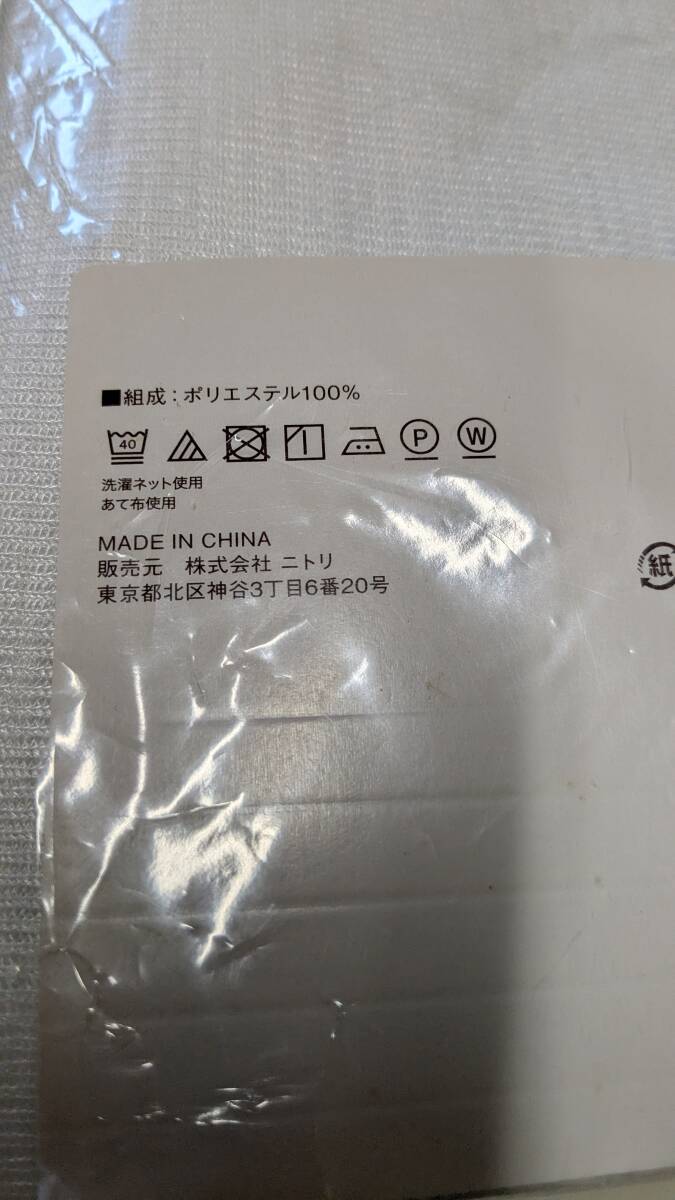 ■組成：ポリエステル100%
40 P W
洗濯ネット使用
あて布使用
MADE IN CHINA
販売元 株式会社 ニトリ
東京都北区神谷3丁目6番20号
紙